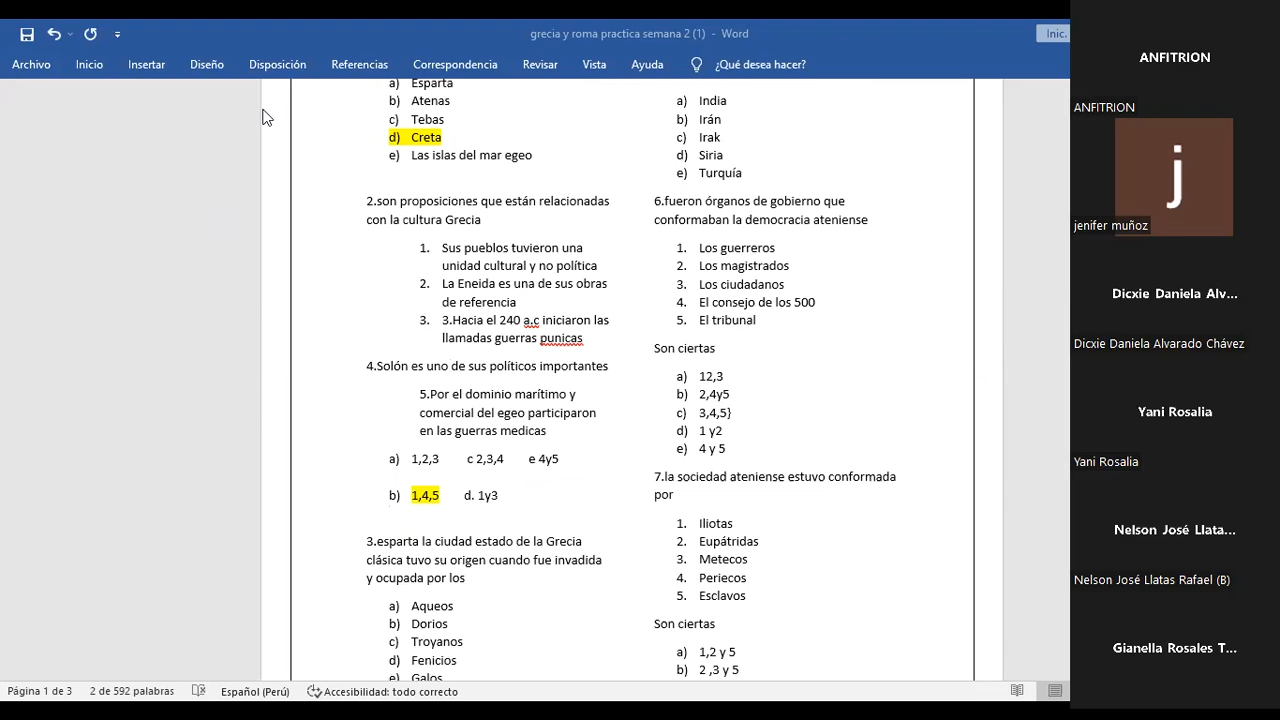 grecia y roma practica semana 2 (1) - Word
Inic.
Archivo Inicio Insertar Diseño Disposición Referencias Correspondencia Revisar Vista Ayuda ¿Qué desea hacer?
a) Esparta
b) Atenas
c) Tebas
d) Creta
e) Las islas del mar egeo
2.son proposiciones que están relacionadas
con la cultura Grecia
1. Sus pueblos tuvieron una
unidad cultural y no política
2. La Eneida es una de sus obras
de referencia
3. 3.Hacia el 240 a.c iniciaron las
llamadas guerras punicas
4.Solón es uno de sus políticos importantes
5.Por el dominio marítimo y
comercial del egeo participaron
en las guerras medicas
a) 1,2,3 c 2,3,4 e 4y5
b) 1,4,5 d. 1y3
3.esparta la ciudad estado de la Grecia
clásica tuvo su origen cuando fue invadida
y ocupada por los
a) Aqueos
b) Dorios
c) Troyanos
d) Fenicios
e) Galos
a) India
b) Irán
c) Irak
d) Siria
e) Turquía
6.fueron órganos de gobierno que
conformaban la democracia ateniense
1. Los guerreros
2. Los magistrados
3. Los ciudadanos
4. El consejo de los 500
5. El tribunal
Son ciertas
a) 12,3
b) 2,4y5
c) 3,4,5}
d) 1 y2
e) 4 y 5
7.la sociedad ateniense estuvo conformada
por
1. Iliotas
2. Eupátridas
3. Metecos
4. Periecos
5. Esclavos
Son ciertas
a) 1,2 y 5
b) 2 ,3 y 5
Página 1 de 3 2 de 592 palabras Español (Perú) Accesibilidad: todo correcto
ANFITRION
ANFITRION
j
jenifer muñoz
Dicxie Daniela Alv...
Dicxie Daniela Alvarado Chávez
Yani Rosalia
Yani Rosalia
Nelson José Llata...
Nelson José Llatas Rafael (B)
Gianella Rosales T...